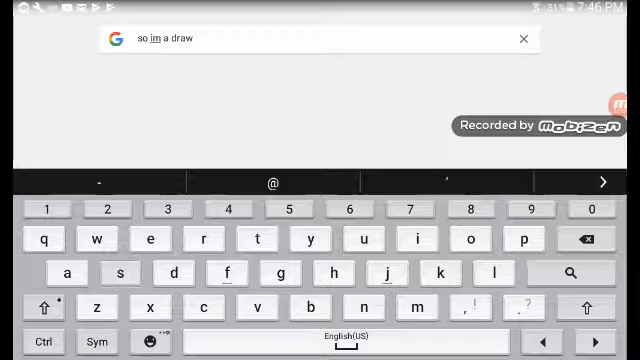 31% 7:46 PM
so im a draw
Recorded by mobizen
- @ '
1 2 3 4 5 6 7 8 9 0
q w e r t y u i o p
a s d f g h j k l
z x c v b n m , ! . ?
Ctrl Sym English(US)